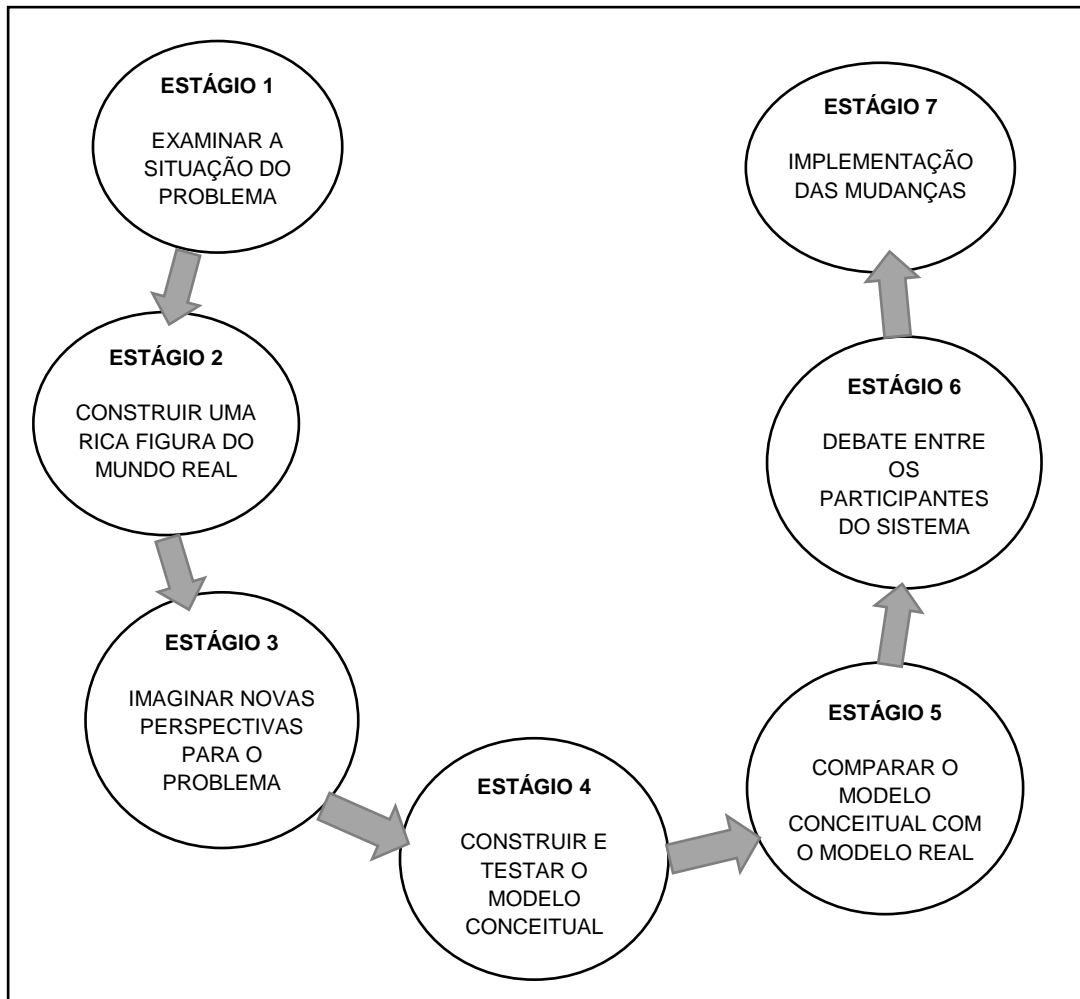 ESTÁGIO 1
EXAMINAR A
SITUAÇÃO DO
PROBLEMA
ESTÁGIO 2
CONSTRUIR UMA
RICA FIGURA DO
MUNDO REAL
ESTÁGIO 3
IMAGINAR NOVAS
PERSPECTIVAS
PARA O
PROBLEMA
ESTÁGIO 4
CONSTRUIR E
TESTAR O
MODELO
CONCEITUAL
ESTÁGIO 5
COMPARAR O
MODELO
CONCEITUAL COM
O MODELO REAL
ESTÁGIO 6
DEBATE ENTRE
OS
PARTICIPANTES
DO SISTEMA
ESTÁGIO 7
IMPLEMENTAÇÃO
DAS MUDANÇAS